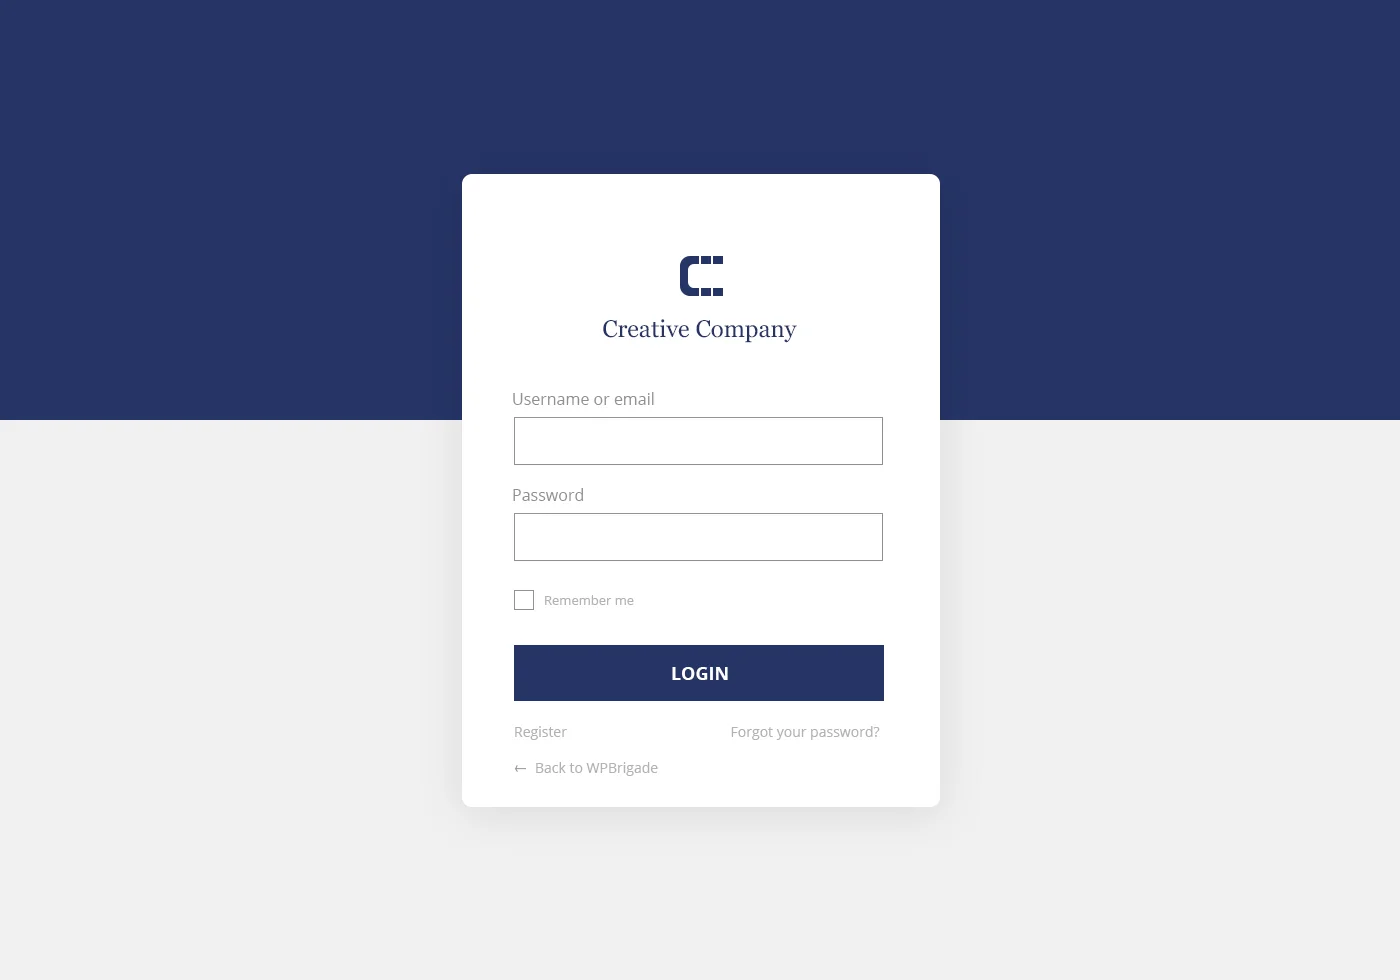 Creative Company
Username or email
Password
Remember me
LOGIN
Register
Forgot your password?
← Back to WPBrigade